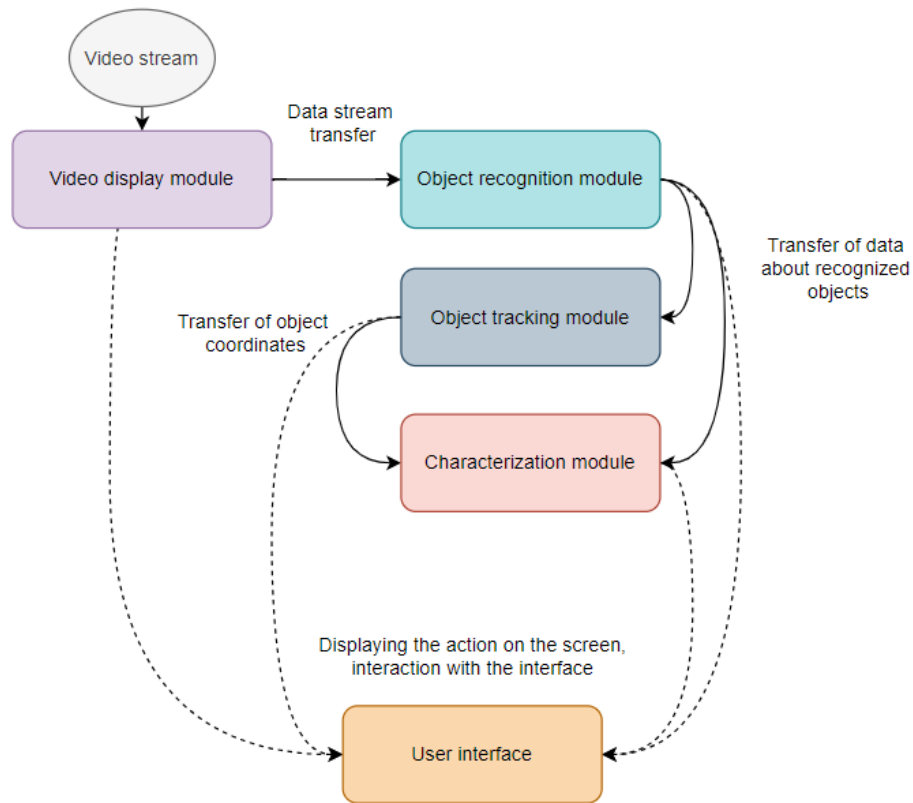 Video stream
Data stream
transfer
Video display module
Object recognition module
Transfer of data
about recognized
objects
Object tracking module
Transfer of object
coordinates
Characterization module
Displaying the action on the screen,
interaction with the interface
User interface